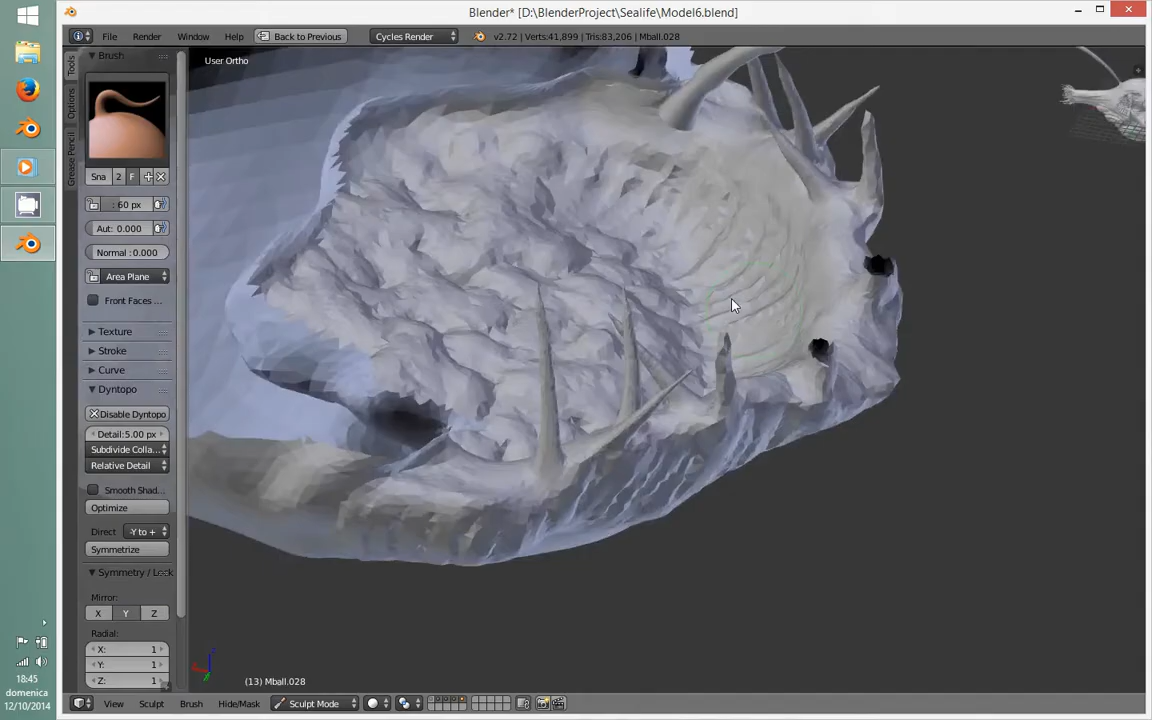 Blender* [D:\BlenderProject\Sealife\Model6.blend]
File Render Window Help Back to Previous Cycles Render v2.72 | Verts:41,899 | Tris:83,206 | Mball.028
User Ortho
Tools
Options
Grease Pencil
Brush
Sna 2 F
: 60 px
Aut: 0.000
Normal :0.000
Area Plane
Front Faces ...
Texture
Stroke
Curve
Dyntopo
Disable Dyntopo
Detail:5.00 px
Subdivide Colla...
Relative Detail
Smooth Shad...
Optimize
Direct -Y to +
Symmetrize
Symmetry / Lock
Mirror:
X Y Z
Radial:
X: 1
Y: 1
Z: 1
(13) Mball.028
View Sculpt Brush Hide/Mask Sculpt Mode
18:45
domenica
12/10/2014